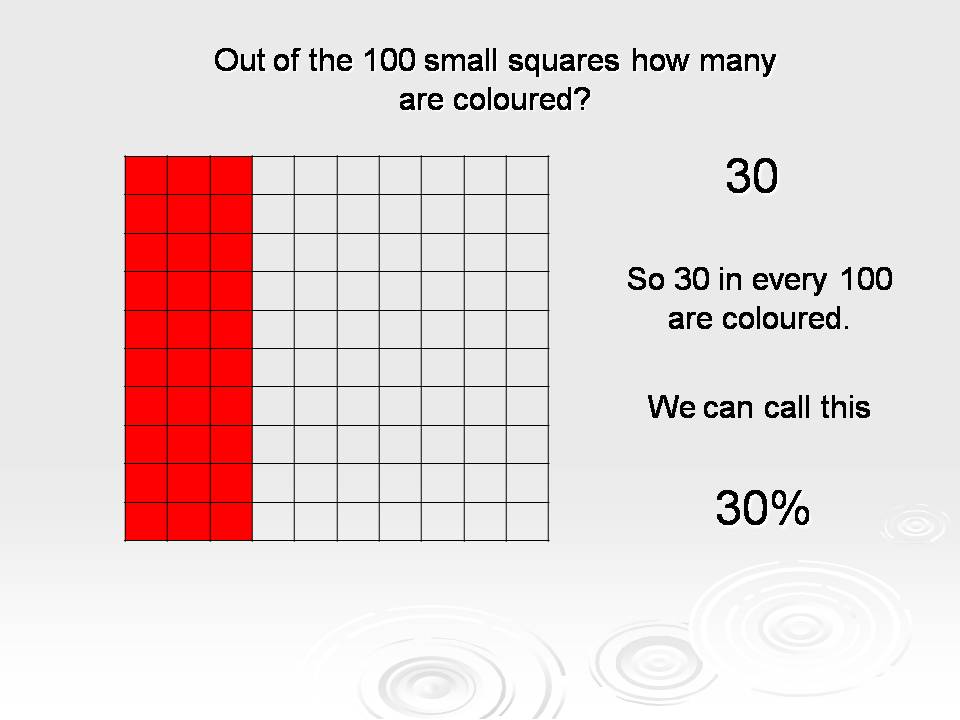 Out of the 100 small squares how many
are coloured?
30
So 30 in every 100
are coloured.
We can call this
30%